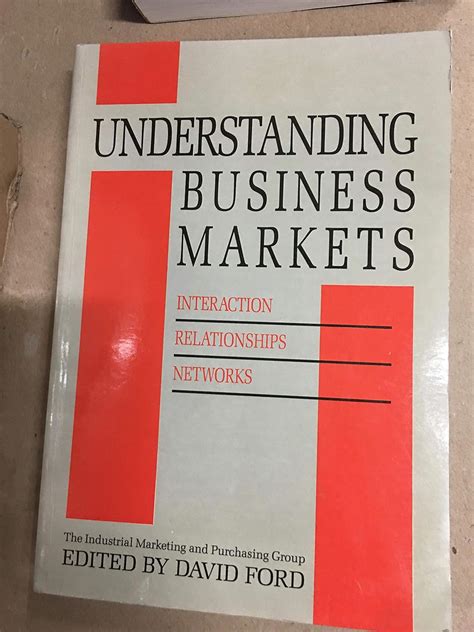 UNDERSTANDING
BUSINESS
MARKETS
INTERACTION
RELATIONSHIPS
NETWORKS
The Industrial Marketing and Purchasing Group
EDITED BY DAVID FORD